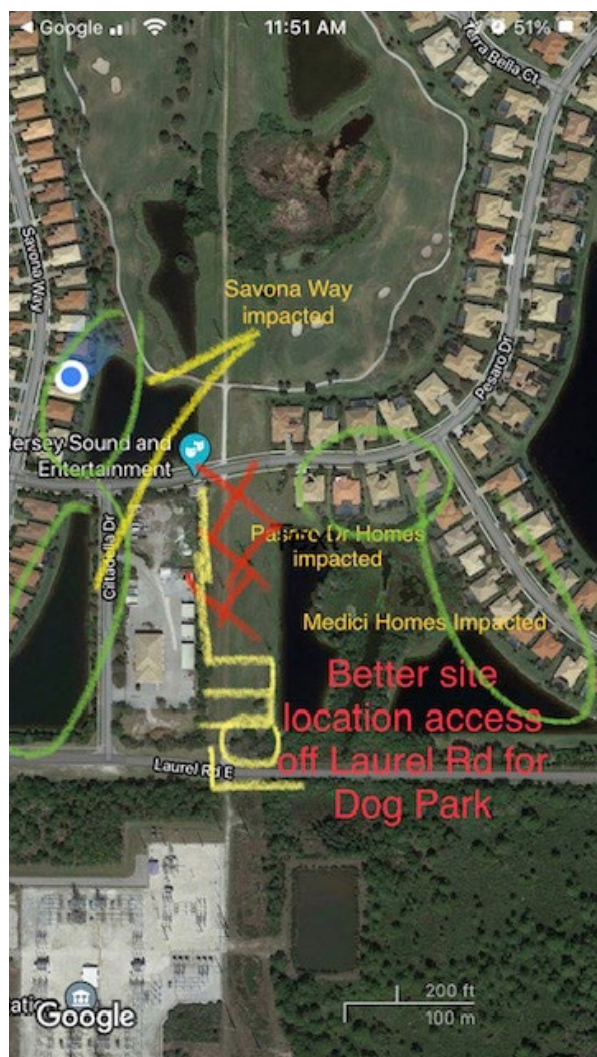 Google
11:51 AM
51%
Terra Bella Ct.
Savona Way
Savona Way
impacted
Pesaro Dr
Jersey Sound and
Entertainment
Pasaro Dr Homes
impacted
Citadella Dr
Medici Homes Impacted
Better site
location access
off Laurel Rd for
Dog Park
Laurel Rd E
200 ft
100 m
Google